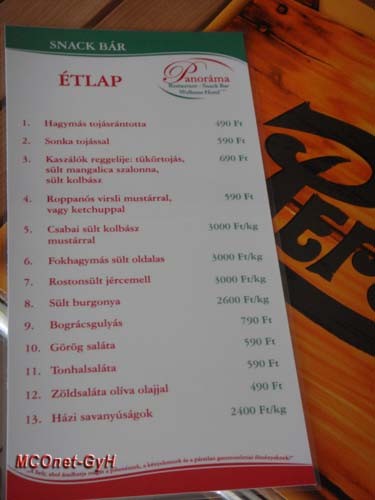 SNACK BÁR
ÉTLAP
Panoráma
Restaurant - Snack Bar
Wellness Hotel
1. Hagymás tojásrántotta 490 Ft
2. Sonka tojással 590 Ft
3. Kaszálók reggelije: tükörtojás, 690 Ft
sült mangalica szalonna,
sült kolbász
4. Roppanós virsli mustárral, 590 Ft
vagy ketchuppal
5. Csabai sült kolbász 3000 Ft/kg
mustárral
6. Fokhagymás sült oldalas 3000 Ft/kg
7. Rostonsült jércemell 3000 Ft/kg
8. Sült burgonya 2600 Ft/kg
9. Bográcsgulyás 790 Ft
10. Görög saláta 590 Ft
11. Tonhalsaláta 590 Ft
12. Zöldsaláta olíva olajjal 490 Ft
13. Házi savanyúságok 2400 Ft/kg
MCOnet-GyH